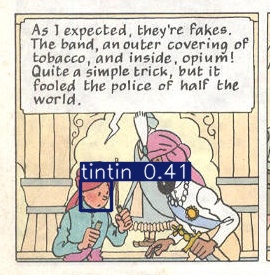 As I expected, they're fakes.
The band, an outer covering of
tobacco, and inside, opium!
Quite a simple trick, but it
fooled the police of half the
world.
tintin 0.41